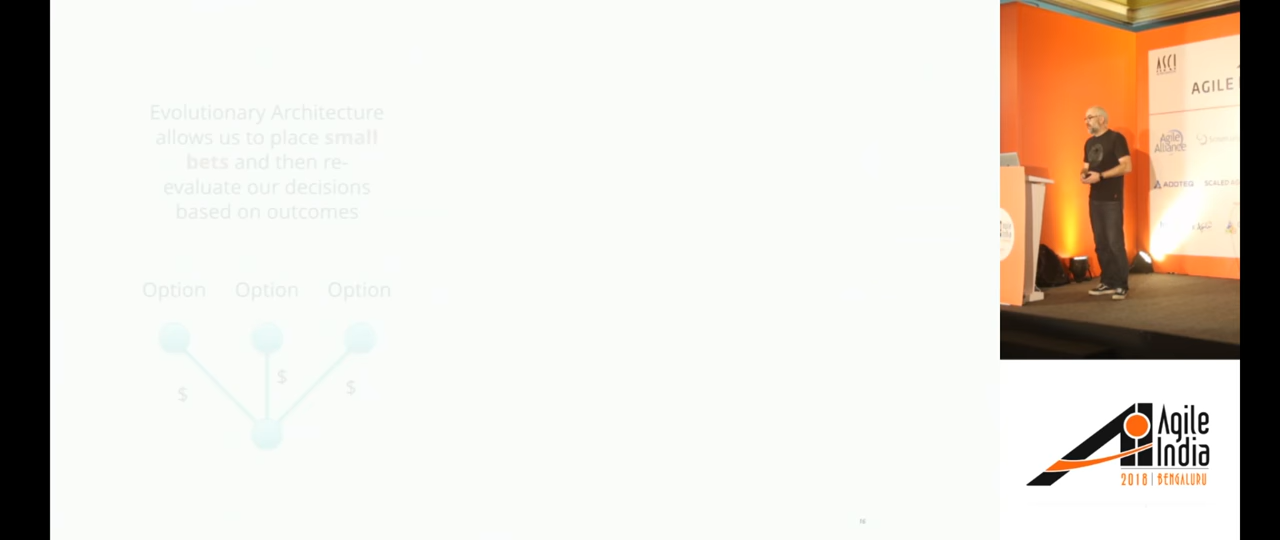 Evolutionary Architecture
allows us to place small
bets and then re-
evaluate our decisions
based on outcomes
Option Option Option
$ $ $
ASCI
AGILE
Agile
Alliance
Agile
India
2018 | BENGALURU